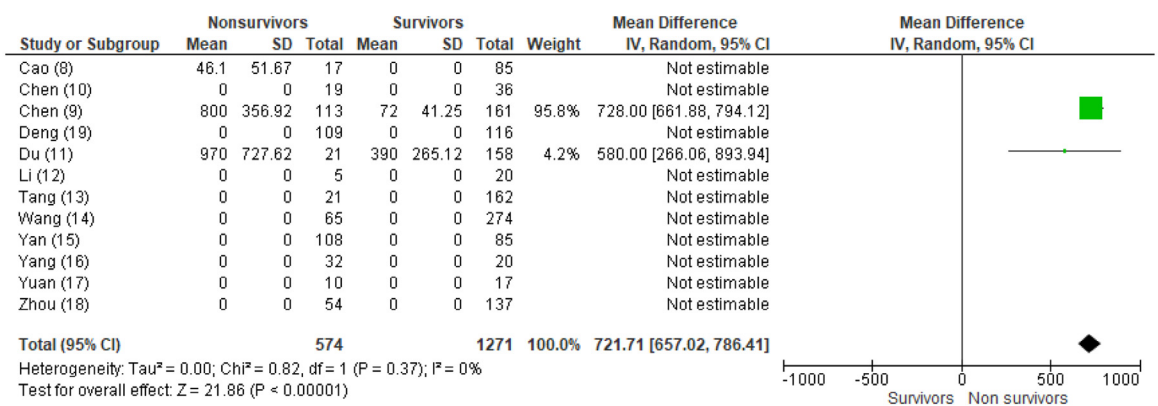 Nonsurvivors Survivors Mean Difference Mean Difference
Study or Subgroup Mean SD Total Mean SD Total Weight IV, Random, 95% CI IV, Random, 95% CI
Cao (8) 46.1 51.67 17 0 0 85 Not estimable
Chen (10) 0 0 19 0 0 36 Not estimable
Chen (9) 800 356.92 113 72 41.25 161 95.8% 728.00 [661.88, 794.12]
Deng (19) 0 0 109 0 0 116 Not estimable
Du (11) 970 727.62 21 390 265.12 158 4.2% 580.00 [266.06, 893.94]
Li (12) 0 0 5 0 0 20 Not estimable
Tang (13) 0 0 21 0 0 162 Not estimable
Wang (14) 0 0 65 0 0 274 Not estimable
Yan (15) 0 0 108 0 0 85 Not estimable
Yang (16) 0 0 32 0 0 20 Not estimable
Yuan (17) 0 0 10 0 0 17 Not estimable
Zhou (18) 0 0 54 0 0 137 Not estimable
Total (95% CI) 574 1271 100.0% 721.71 [657.02, 786.41]
Heterogeneity: Tau² = 0.00; Chi² = 0.82, df = 1 (P = 0.37); I² = 0%
Test for overall effect: Z = 21.86 (P < 0.00001)
-1000 -500 0 500 1000
Survivors Non survivors